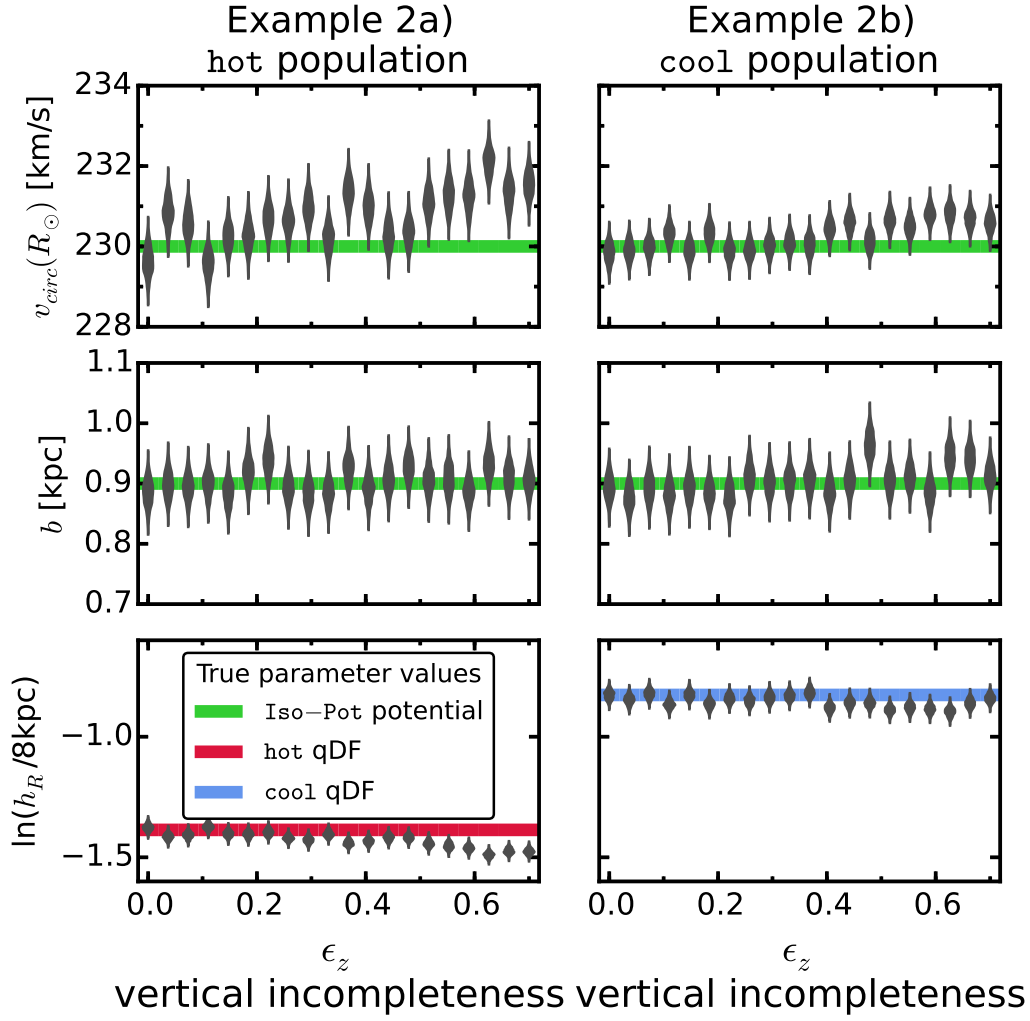 Example 2a)
hot population
Example 2b)
cool population
v_circ(R_⊙) [km/s]
234
232
230
228
b [kpc]
1.1
1.0
0.9
0.8
0.7
ln(h_R/8kpc)
−1.0
−1.5
True parameter values
Iso−Pot potential
hot qDF
cool qDF
0.0 0.2 0.4 0.6
0.0 0.2 0.4 0.6
ϵ_z
ϵ_z
vertical incompleteness
vertical incompleteness